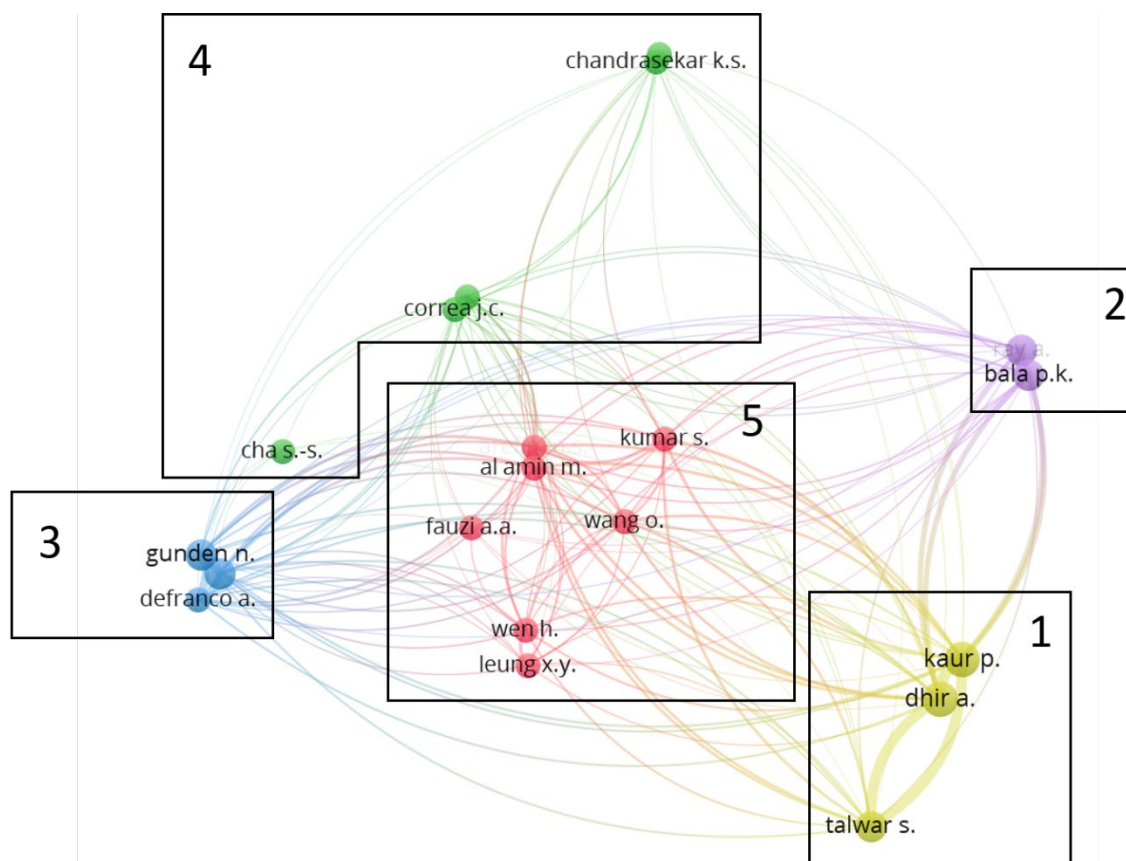 4
chandrasekar k.s.
2
correa j.c.
ray a.
bala p.k.
5
kumar s.
cha s.-s.
al amin m.
3
fauzi a.a.
wang o.
gunden n.
defranco a.
1
wen h.
kaur p.
leung x.y.
dhir a.
talwar s.